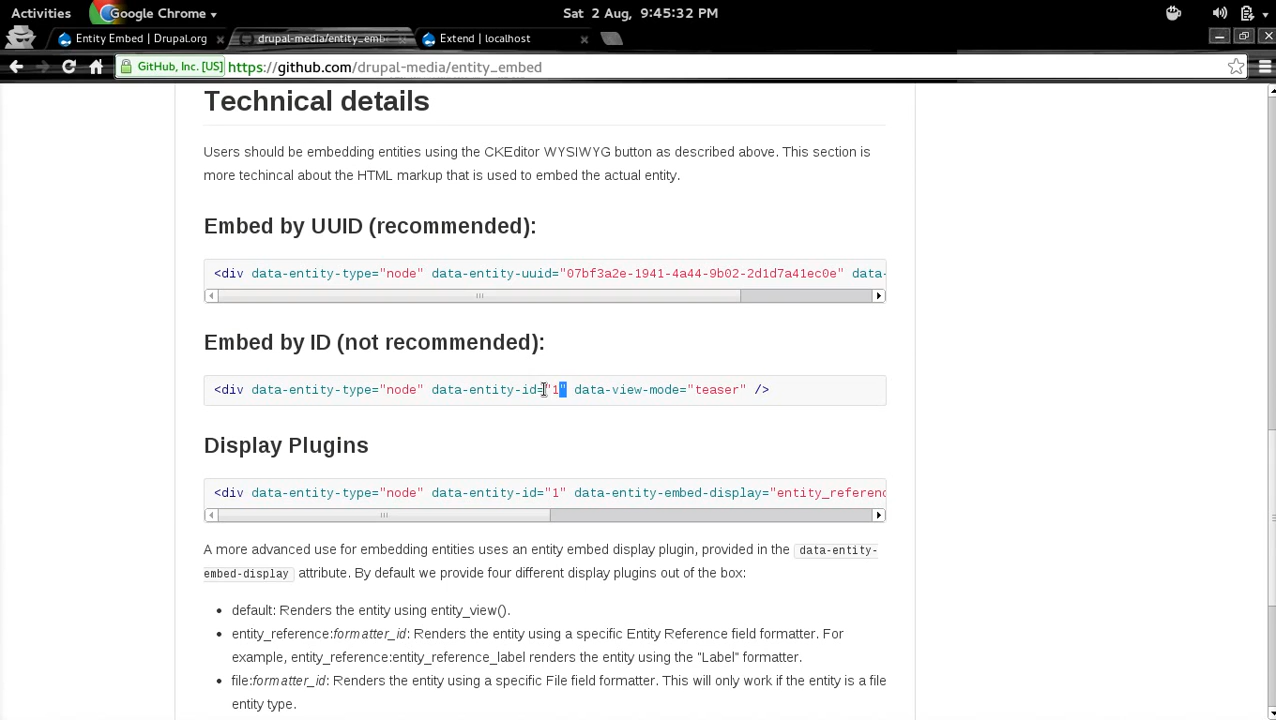 Activities Google Chrome Sat 2 Aug, 9:45:32 PM
Entity Embed | Drupal.org drupal-media/entity_emb Extend | localhost
GitHub, Inc. [US] https://github.com/drupal-media/entity_embed
Technical details
Users should be embedding entities using the CKEditor WYSIWYG button as described above. This section is
more techincal about the HTML markup that is used to embed the actual entity.
Embed by UUID (recommended):
<div data-entity-type="node" data-entity-uuid="07bf3a2e-1941-4a44-9b02-2d1d7a41ec0e" data-
Embed by ID (not recommended):
<div data-entity-type="node" data-entity-id="1" data-view-mode="teaser" />
Display Plugins
<div data-entity-type="node" data-entity-id="1" data-entity-embed-display="entity_referenc
A more advanced use for embedding entities uses an entity embed display plugin, provided in the data-entity-
embed-display attribute. By default we provide four different display plugins out of the box:
• default: Renders the entity using entity_view().
• entity_reference:formatter_id: Renders the entity using a specific Entity Reference field formatter. For
example, entity_reference:entity_reference_label renders the entity using the "Label" formatter.
• file:formatter_id: Renders the entity using a specific File field formatter. This will only work if the entity is a file
entity type.